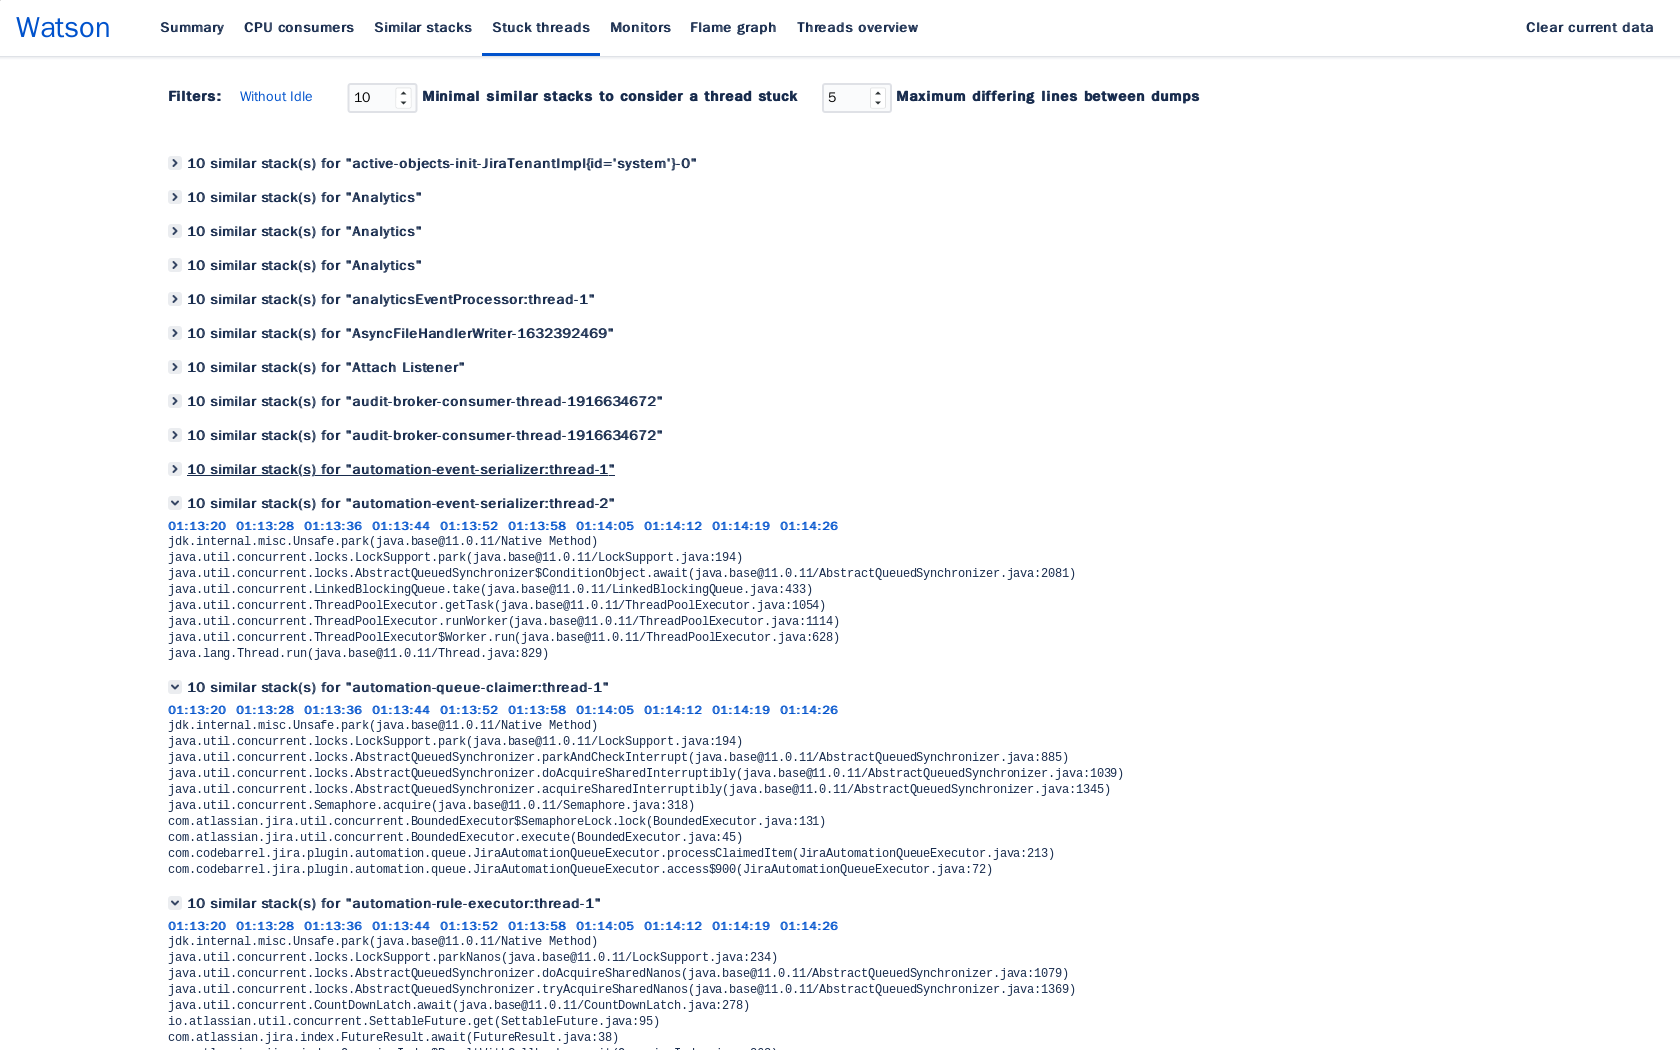 Watson
Summary
CPU consumers
Similar stacks
Stuck threads
Monitors
Flame graph
Threads overview
Clear current data
Filters:
Without Idle
10
Minimal similar stacks to consider a thread stuck
5
Maximum differing lines between dumps
10 similar stack(s) for "active-objects-init-JiraTenantImpl{id='system'}-0"
10 similar stack(s) for "Analytics"
10 similar stack(s) for "Analytics"
10 similar stack(s) for "Analytics"
10 similar stack(s) for "analyticsEventProcessor:thread-1"
10 similar stack(s) for "AsyncFileHandlerWriter-1632392469"
10 similar stack(s) for "Attach Listener"
10 similar stack(s) for "audit-broker-consumer-thread-1916634672"
10 similar stack(s) for "audit-broker-consumer-thread-1916634672"
10 similar stack(s) for "automation-event-serializer:thread-1"
10 similar stack(s) for "automation-event-serializer:thread-2"
01:13:20 01:13:28 01:13:36 01:13:44 01:13:52 01:13:58 01:14:05 01:14:12 01:14:19 01:14:26
jdk.internal.misc.Unsafe.park(java.base@11.0.11/Native Method)
java.util.concurrent.locks.LockSupport.park(java.base@11.0.11/LockSupport.java:194)
java.util.concurrent.locks.AbstractQueuedSynchronizer$ConditionObject.await(java.base@11.0.11/AbstractQueuedSynchronizer.java:2081)
java.util.concurrent.LinkedBlockingQueue.take(java.base@11.0.11/LinkedBlockingQueue.java:433)
java.util.concurrent.ThreadPoolExecutor.getTask(java.base@11.0.11/ThreadPoolExecutor.java:1054)
java.util.concurrent.ThreadPoolExecutor.runWorker(java.base@11.0.11/ThreadPoolExecutor.java:1114)
java.util.concurrent.ThreadPoolExecutor$Worker.run(java.base@11.0.11/ThreadPoolExecutor.java:628)
java.lang.Thread.run(java.base@11.0.11/Thread.java:829)
10 similar stack(s) for "automation-queue-claimer:thread-1"
01:13:20 01:13:28 01:13:36 01:13:44 01:13:52 01:13:58 01:14:05 01:14:12 01:14:19 01:14:26
jdk.internal.misc.Unsafe.park(java.base@11.0.11/Native Method)
java.util.concurrent.locks.LockSupport.park(java.base@11.0.11/LockSupport.java:194)
java.util.concurrent.locks.AbstractQueuedSynchronizer.parkAndCheckInterrupt(java.base@11.0.11/AbstractQueuedSynchronizer.java:885)
java.util.concurrent.locks.AbstractQueuedSynchronizer.doAcquireSharedInterruptibly(java.base@11.0.11/AbstractQueuedSynchronizer.java:1039)
java.util.concurrent.locks.AbstractQueuedSynchronizer.acquireSharedInterruptibly(java.base@11.0.11/AbstractQueuedSynchronizer.java:1345)
java.util.concurrent.Semaphore.acquire(java.base@11.0.11/Semaphore.java:318)
com.atlassian.jira.util.concurrent.BoundedExecutor$SemaphoreLock.lock(BoundedExecutor.java:131)
com.atlassian.jira.util.concurrent.BoundedExecutor.execute(BoundedExecutor.java:45)
com.codebarrel.jira.plugin.automation.queue.JiraAutomationQueueExecutor.processClaimedItem(JiraAutomationQueueExecutor.java:213)
com.codebarrel.jira.plugin.automation.queue.JiraAutomationQueueExecutor.access$900(JiraAutomationQueueExecutor.java:72)
10 similar stack(s) for "automation-rule-executor:thread-1"
01:13:20 01:13:28 01:13:36 01:13:44 01:13:52 01:13:58 01:14:05 01:14:12 01:14:19 01:14:26
jdk.internal.misc.Unsafe.park(java.base@11.0.11/Native Method)
java.util.concurrent.locks.LockSupport.parkNanos(java.base@11.0.11/LockSupport.java:234)
java.util.concurrent.locks.AbstractQueuedSynchronizer.doAcquireSharedNanos(java.base@11.0.11/AbstractQueuedSynchronizer.java:1079)
java.util.concurrent.locks.AbstractQueuedSynchronizer.tryAcquireSharedNanos(java.base@11.0.11/AbstractQueuedSynchronizer.java:1369)
java.util.concurrent.CountDownLatch.await(java.base@11.0.11/CountDownLatch.java:278)
io.atlassian.util.concurrent.SettableFuture.get(SettableFuture.java:95)
com.atlassian.jira.index.FutureResult.await(FutureResult.java:38)